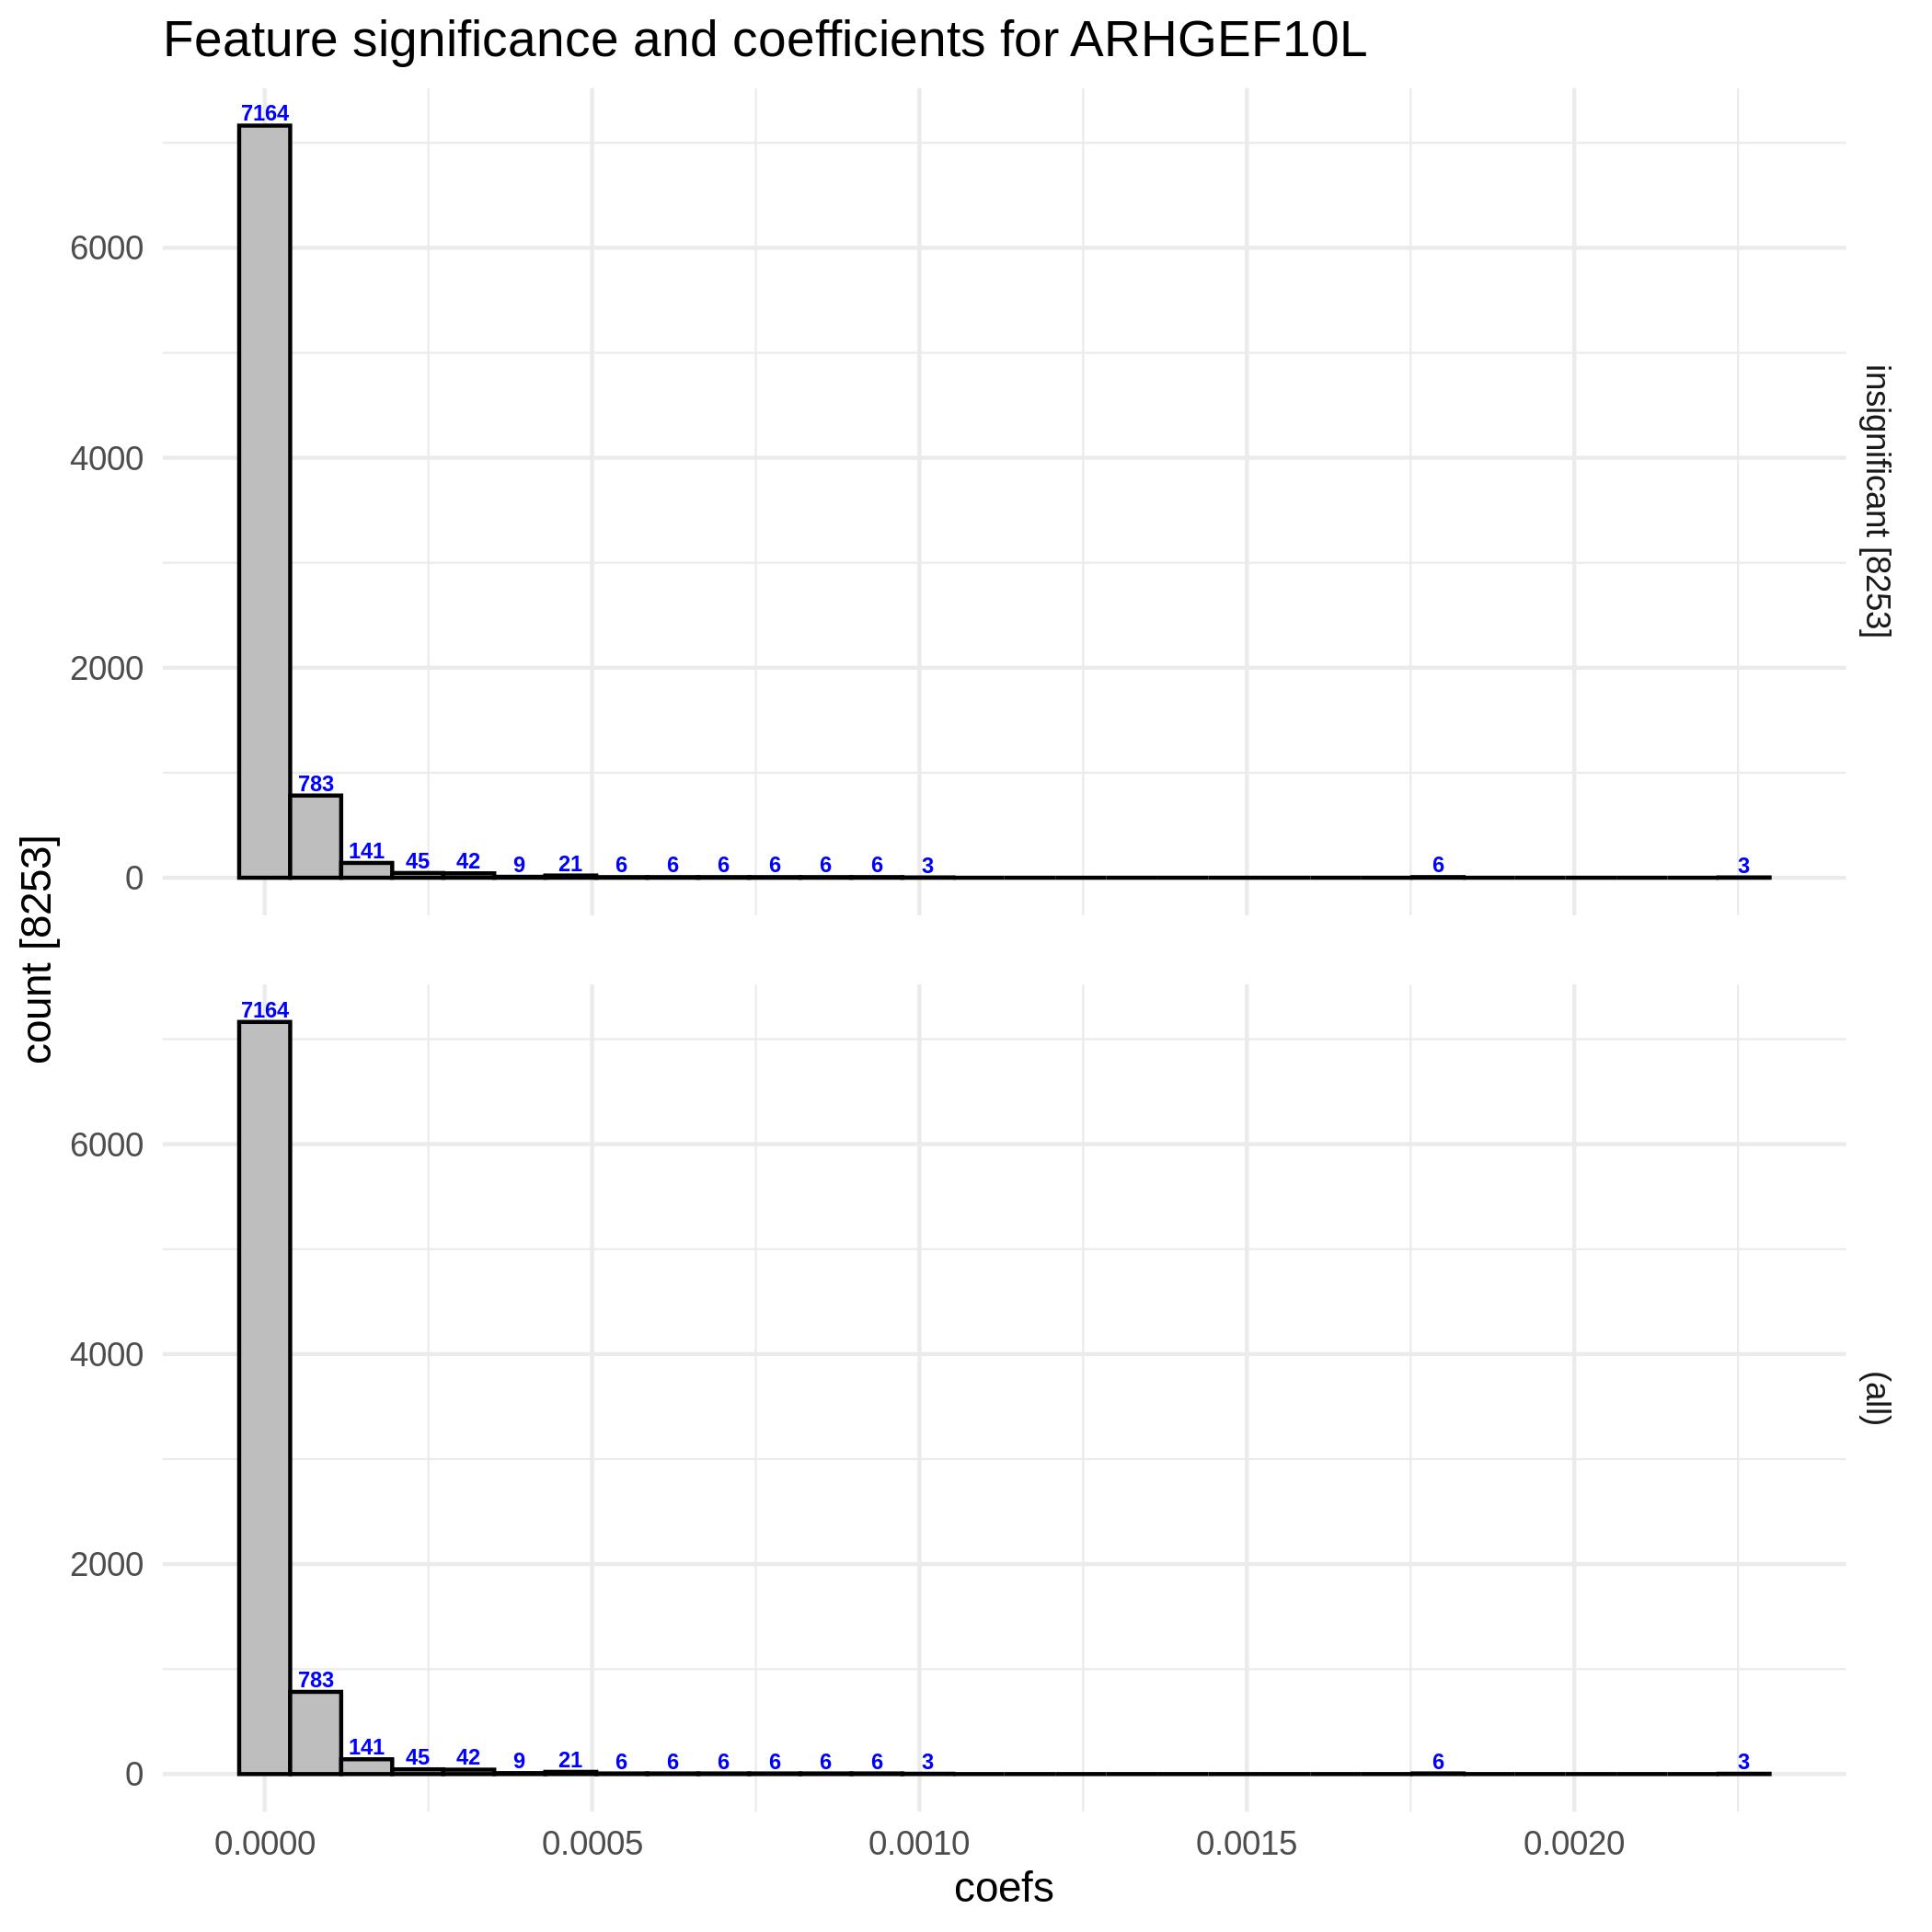 Feature significance and coefficients for ARHGEF10L
count [8253]
7164
783
141 45 42 9 21 6 6 6 6 6 6 3 6 3
6000
4000
2000
0
insignificant [8253]
7164
783
141 45 42 9 21 6 6 6 6 6 6 3 6 3
6000
4000
2000
0
(all)
0.0000 0.0005 0.0010 0.0015 0.0020
coefs